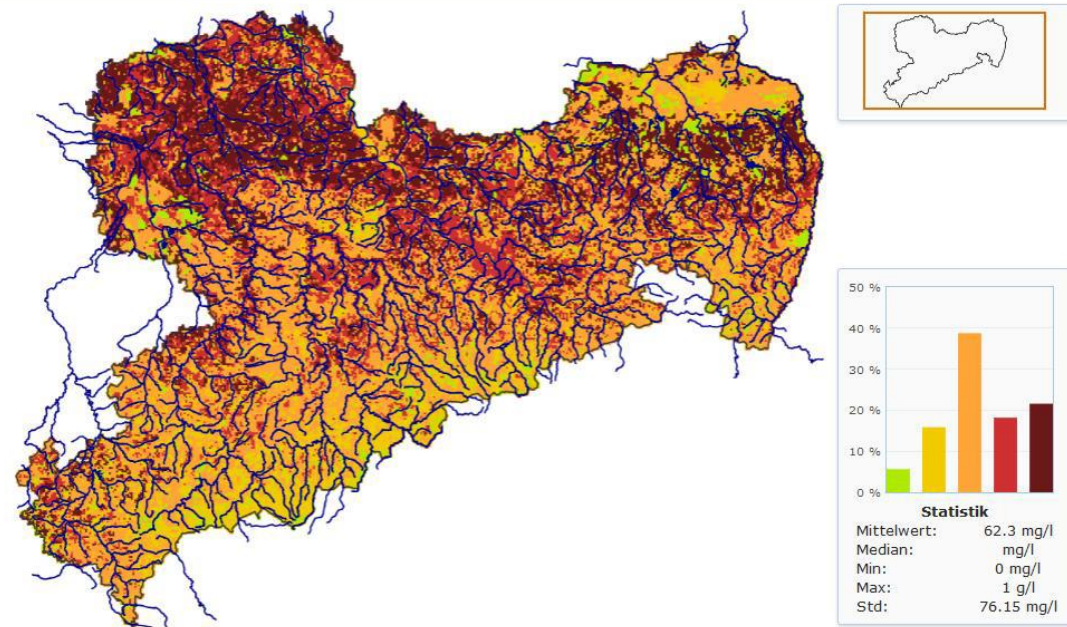 50 %
40 %
30 %
20 %
10 %
0 %
Statistik
Mittelwert: 62.3 mg/l
Median: mg/l
Min: 0 mg/l
Max: 1 g/l
Std: 76.15 mg/l